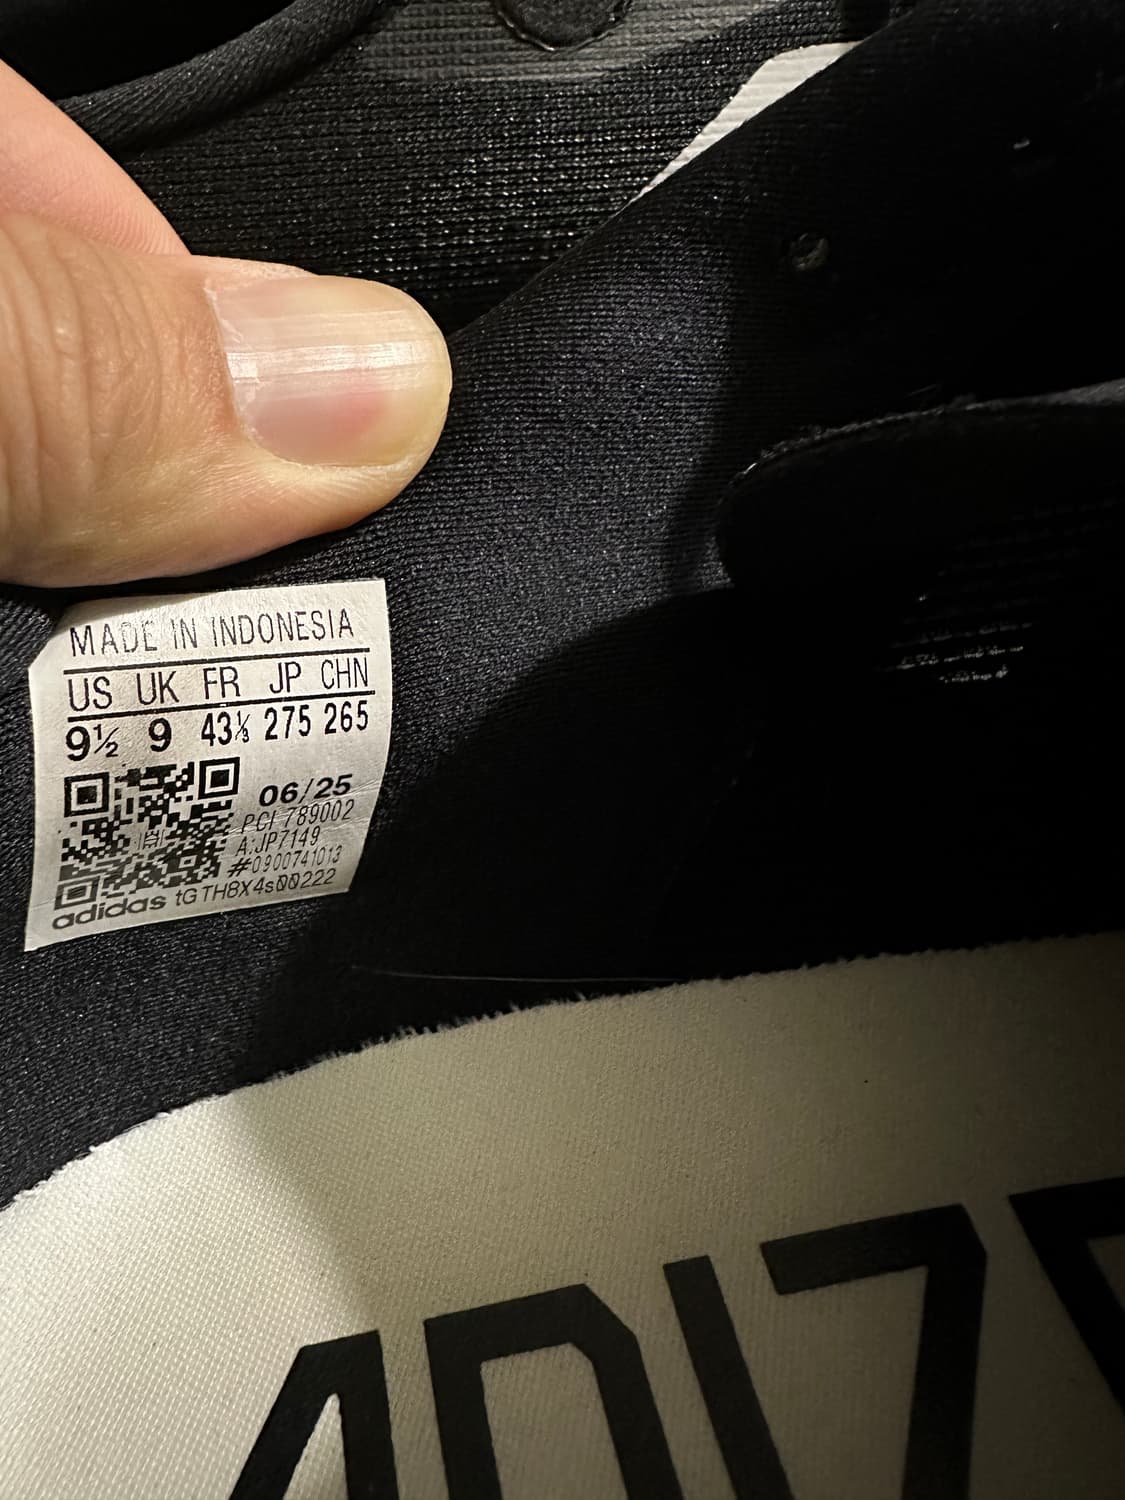 MADE IN INDONESIA
US UK FR JP CHN
9½ 9 43⅓ 275 265
06/25
PCI 789002
A:JP7149
#0900741013
adidas tGTH8X4s00222
ADIZ